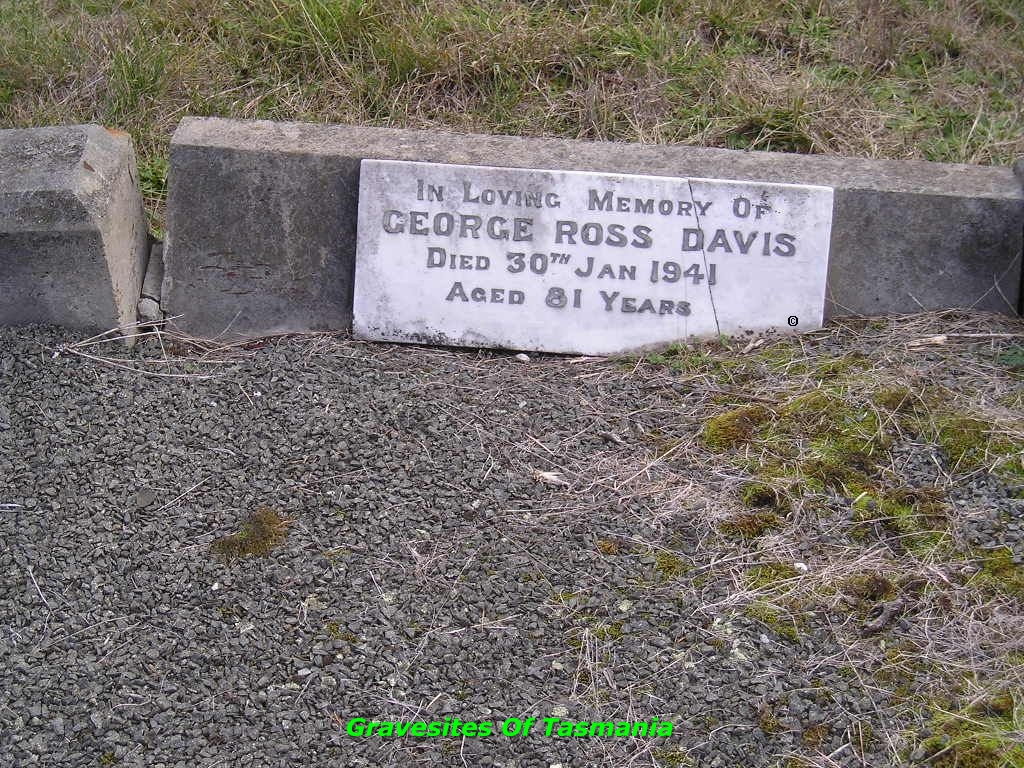 In Loving Memory Of
GEORGE ROSS DAVIS
Died 30TH Jan 1941
Aged 81 Years
©
Gravesites Of Tasmania